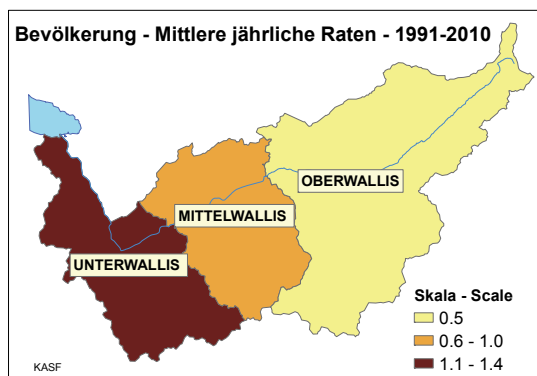 Bevölkerung - Mittlere jährliche Raten - 1991-2010
OBERWALLIS
MITTELWALLIS
UNTERWALLIS
Skala - Scale
0.5
0.6 - 1.0
1.1 - 1.4
KASF